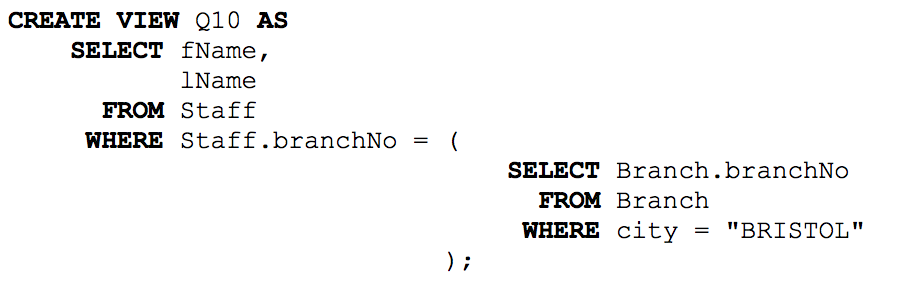 CREATE VIEW Q10 AS
SELECT fName,
lName
FROM Staff
WHERE Staff.branchNo = (
SELECT Branch.branchNo
FROM Branch
WHERE city = "BRISTOL"
);